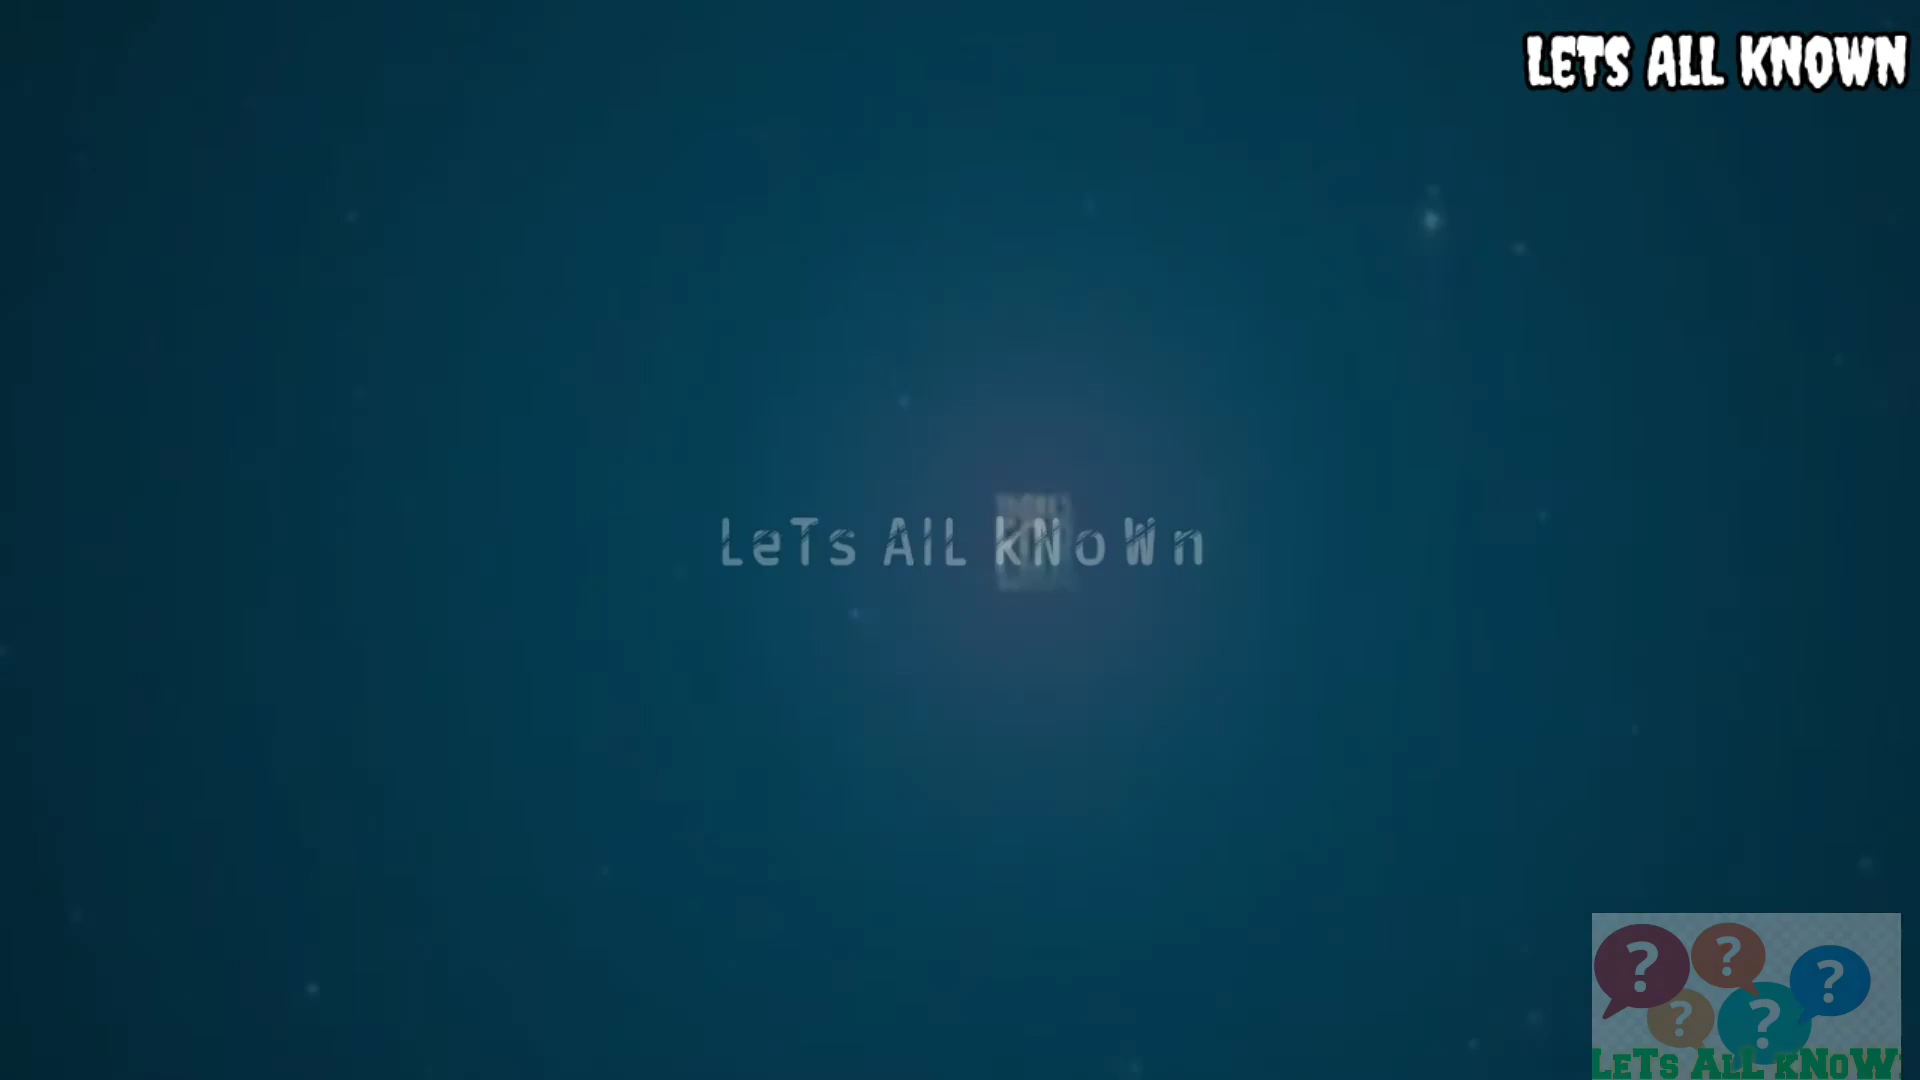 LETS ALL KNOWN
LeTs AlL kNoWn
? ? ?
? ?
LeTs ALL kNoW